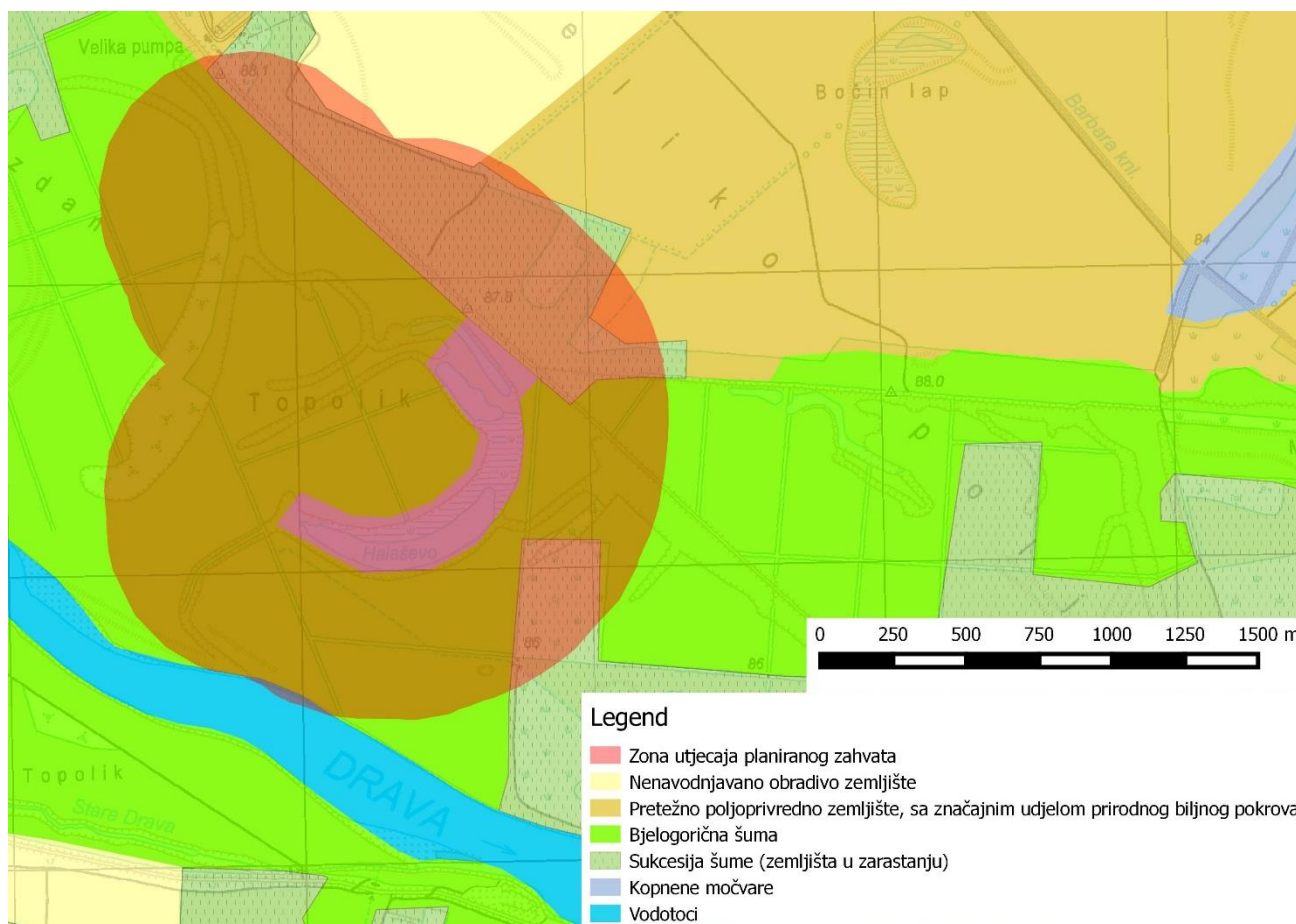 Velika pumpa
88.1
Bočin lap
Barbara knl.
84
87.8
Topolik
88.0
Halaševo
86
86
DRAVA
Topolik
Stara Drava
0 250 500 750 1000 1250 1500 m
Legend
Zona utjecaja planiranog zahvata
Nenavodnjavano obradivo zemljište
Pretežno poljoprivredno zemljište, sa značajnim udjelom prirodnog biljnog pokrova
Bjelogorična šuma
Sukcesija šume (zemljišta u zarastanju)
Kopnene močvare
Vodotoci